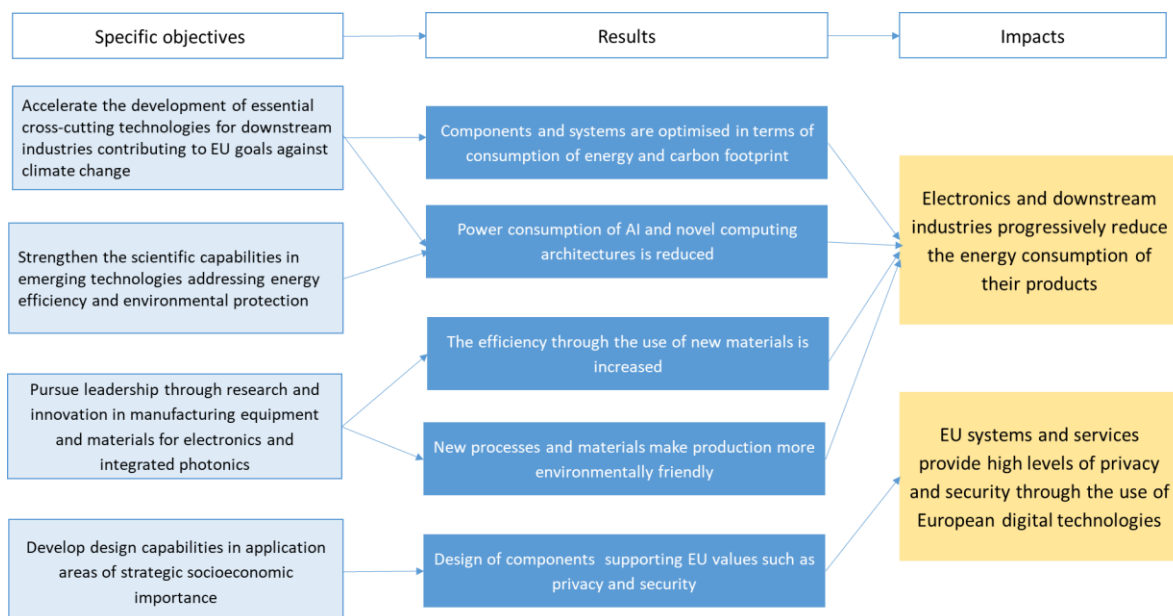 Specific objectives
Results
Impacts
Accelerate the development of essential
cross-cutting technologies for downstream
industries contributing to EU goals against
climate change
Strengthen the scientific capabilities in
emerging technologies addressing energy
efficiency and environmental protection
Pursue leadership through research and
innovation in manufacturing equipment
and materials for electronics and
integrated photonics
Develop design capabilities in application
areas of strategic socioeconomic
importance
Components and systems are optimised in terms of
consumption of energy and carbon footprint
Power consumption of AI and novel computing
architectures is reduced
The efficiency through the use of new materials is
increased
New processes and materials make production more
environmentally friendly
Design of components supporting EU values such as
privacy and security
Electronics and downstream
industries progressively reduce
the energy consumption of
their products
EU systems and services
provide high levels of privacy
and security through the use of
European digital technologies